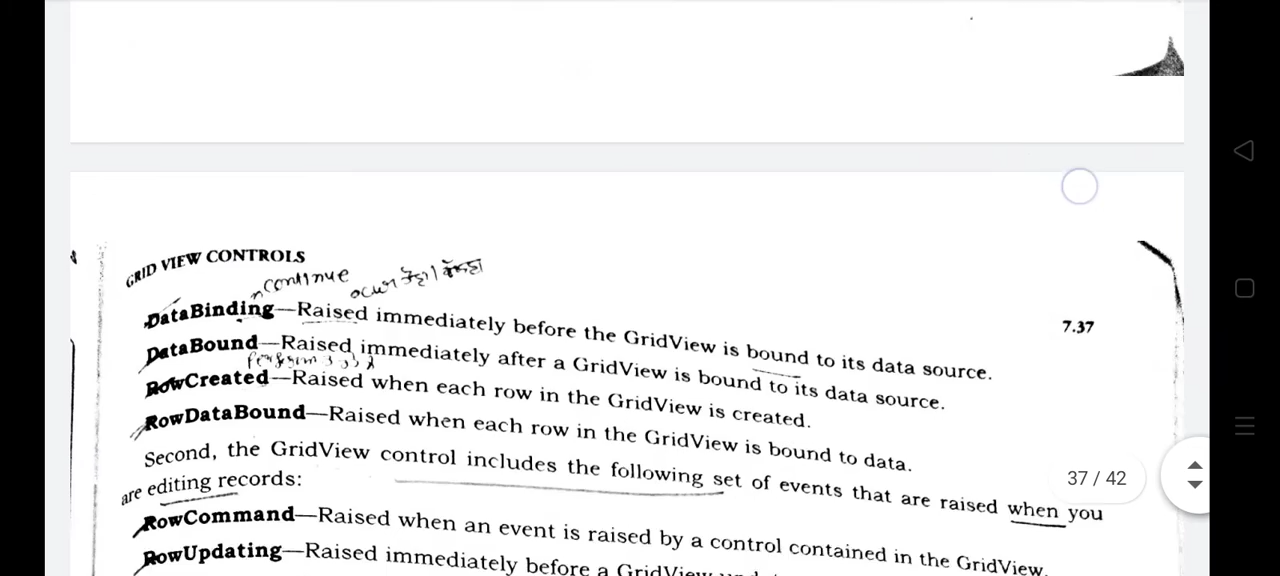 GRID VIEW CONTROLS
continue
DataBinding—Raised immediately before the GridView is bound to its data source.
7.37
DataBound—Raised immediately after a GridView is bound to its data source.
RowCreated—Raised when each row in the GridView is created.
RowDataBound—Raised when each row in the GridView is bound to data.
Second, the GridView control includes the following set of events that are raised when you
are editing records:
37 / 42
RowCommand—Raised when an event is raised by a control contained in the GridView.
RowUpdating—Raised immediately before a GridView